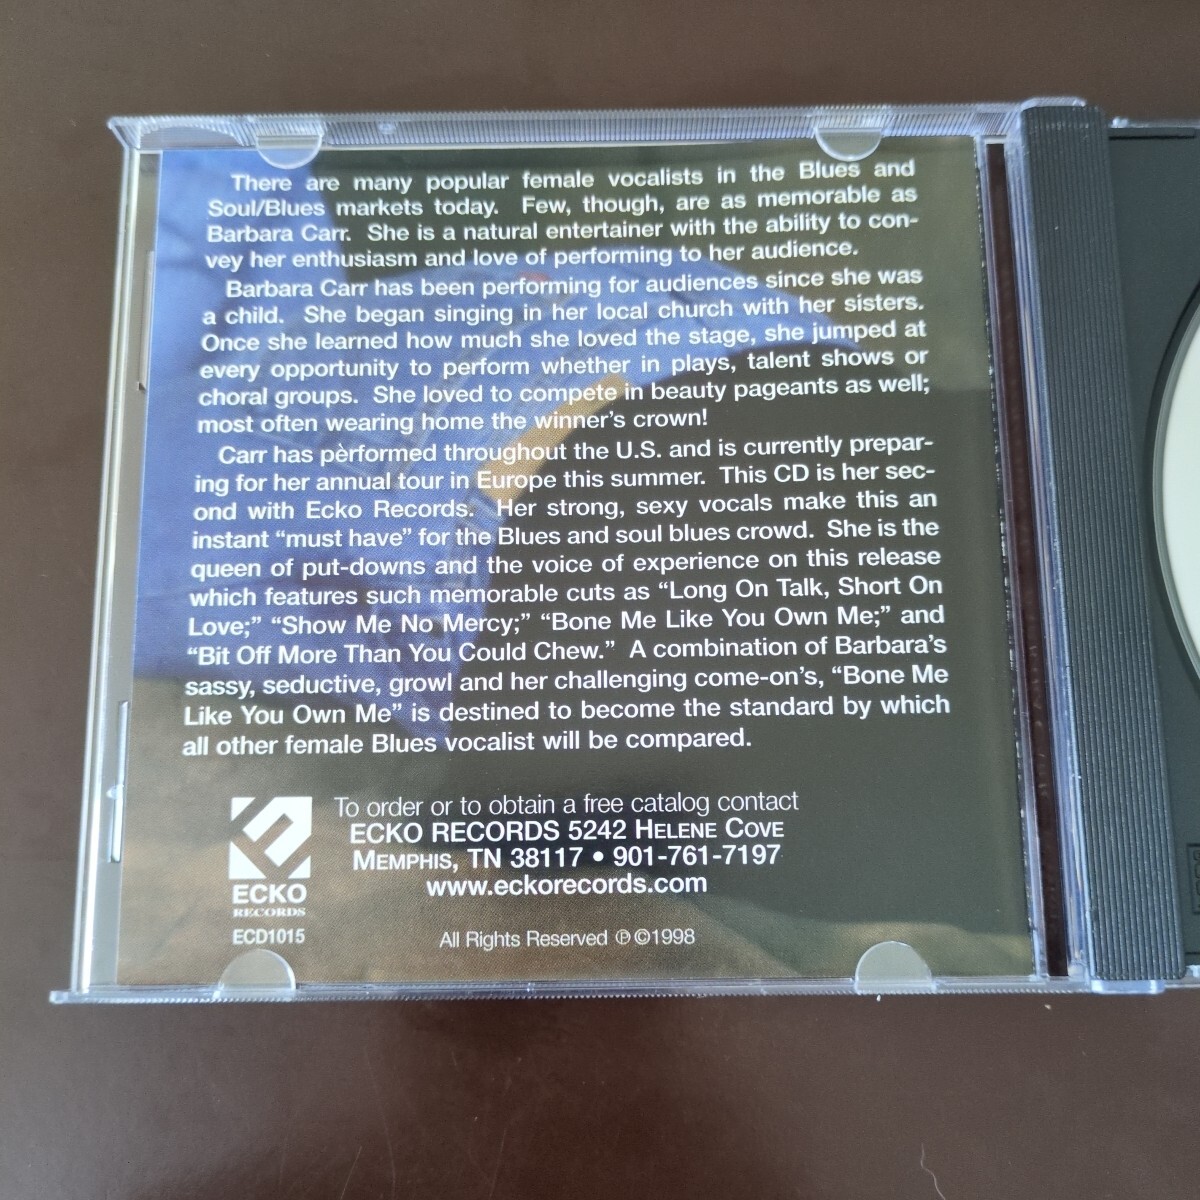 There are many popular female vocalists in the Blues and
Soul/Blues markets today. Few, though, are as memorable as
Barbara Carr. She is a natural entertainer with the ability to con-
vey her enthusiasm and love of performing to her audience.
Barbara Carr has been performing for audiences since she was
a child. She began singing in her local church with her sisters.
Once she learned how much she loved the stage, she jumped at
every opportunity to perform whether in plays, talent shows or
choral groups. She loved to compete in beauty pageants as well;
most often wearing home the winner's crown!
Carr has pèrformed throughout the U.S. and is currently prepar-
ing for her annual tour in Europe this summer. This CD is her sec-
ond with Ecko Records. Her strong, sexy vocals make this an
instant “must have” for the Blues and soul blues crowd. She is the
queen of put-downs and the voice of experience on this release
which features such memorable cuts as “Long On Talk, Short On
Love;” “Show Me No Mercy;” “Bone Me Like You Own Me;” and
“Bit Off More Than You Could Chew.” A combination of Barbara's
sassy, seductive, growl and her challenging come-on's, “Bone Me
Like You Own Me” is destined to become the standard by which
all other female Blues vocalist will be compared.
To order or to obtain a free catalog contact
ECKO RECORDS 5242 HELENE COVE
MEMPHIS, TN 38117 • 901-761-7197
www.eckorecords.com
ECKO
RECORDS
ECD1015
All Rights Reserved ℗©1998